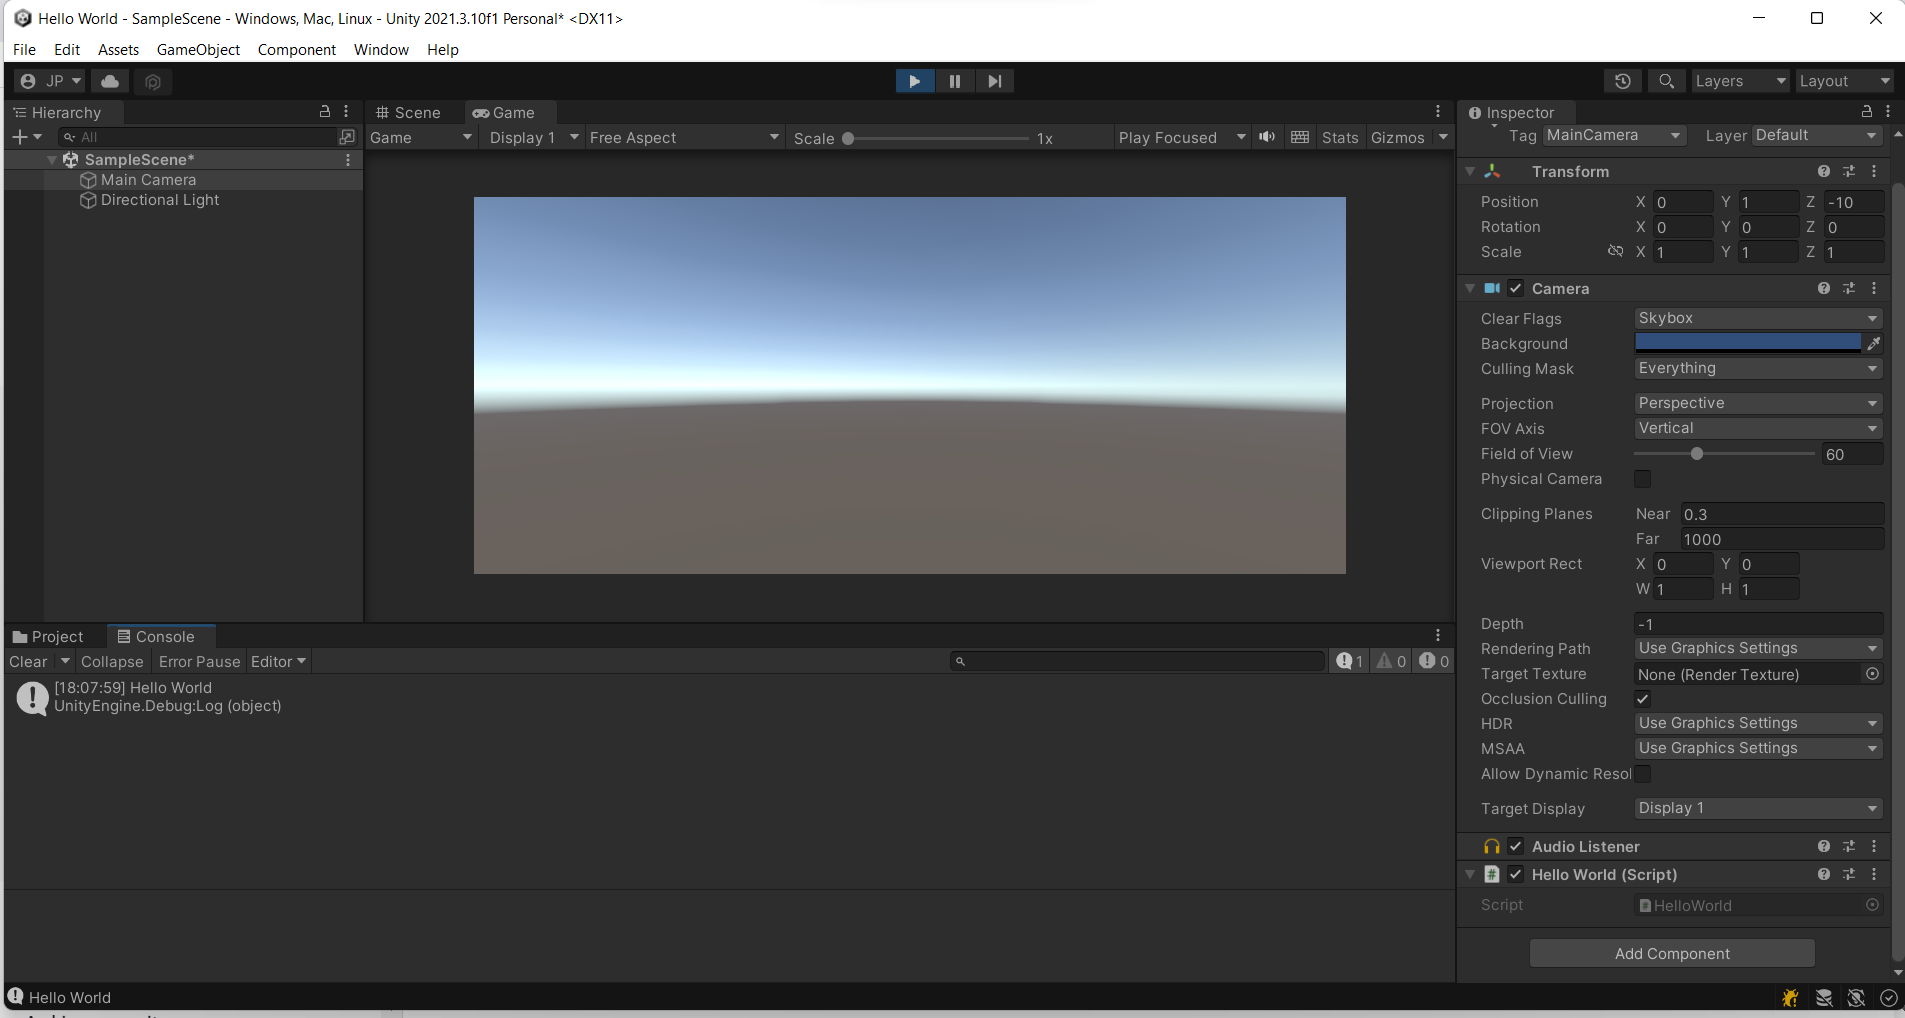 Hello World - SampleScene - Windows, Mac, Linux - Unity 2021.3.10f1 Personal* <DX11>
File Edit Assets GameObject Component Window Help
JP Layers Layout
Hierarchy
All
SampleScene*
Main Camera
Directional Light
Scene Game
Game Display 1 Free Aspect Scale 1x Play Focused Stats Gizmos
Project Console
Clear Collapse Error Pause Editor 1 0 0
[18:07:59] Hello World
UnityEngine.Debug:Log (object)
Inspector
Tag MainCamera Layer Default
Transform
Position X 0 Y 1 Z -10
Rotation X 0 Y 0 Z 0
Scale X 1 Y 1 Z 1
Camera
Clear Flags Skybox
Background
Culling Mask Everything
Projection Perspective
FOV Axis Vertical
Field of View 60
Physical Camera
Clipping Planes Near 0.3
Far 1000
Viewport Rect X 0 Y 0
W 1 H 1
Depth -1
Rendering Path Use Graphics Settings
Target Texture None (Render Texture)
Occlusion Culling
HDR Use Graphics Settings
MSAA Use Graphics Settings
Allow Dynamic Resol
Target Display Display 1
Audio Listener
# Hello World (Script)
Script HelloWorld
Add Component
Hello World